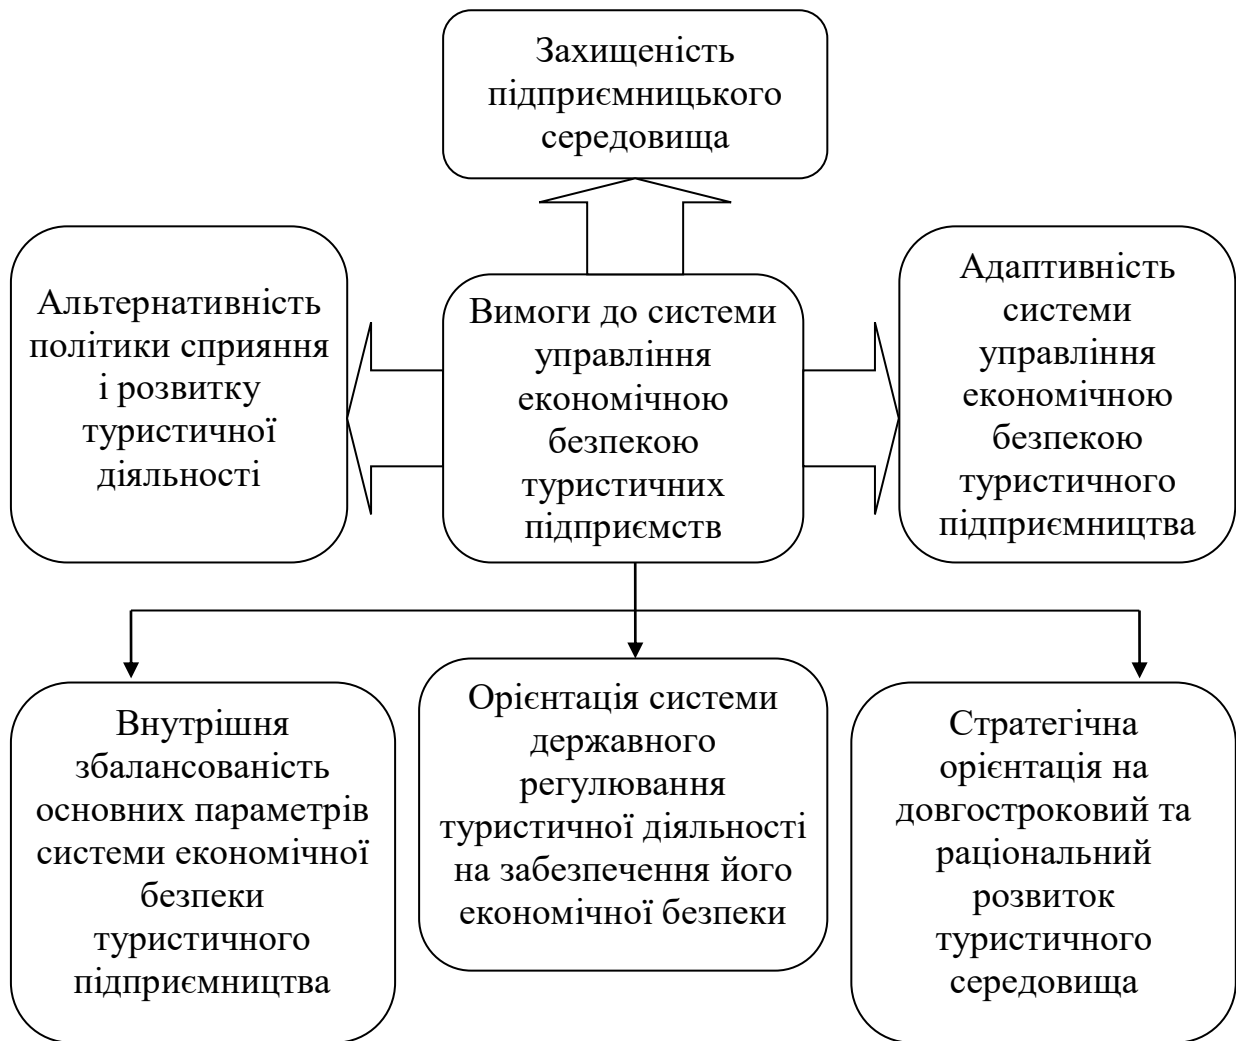 Захищеність
підприємницького
середовища
Альтернативність
політики сприяння
і розвитку
туристичної
діяльності
Вимоги до системи
управління
економічною
безпекою
туристичних
підприємств
Адаптивність
системи
управління
економічною
безпекою
туристичного
підприємництва
Внутрішня
збалансованість
основних параметрів
системи економічної
безпеки
туристичного
підприємництва
Орієнтація системи
державного
регулювання
туристичної діяльності
на забезпечення його
економічної безпеки
Стратегічна
орієнтація на
довгостроковий та
раціональний
розвиток
туристичного
середовища